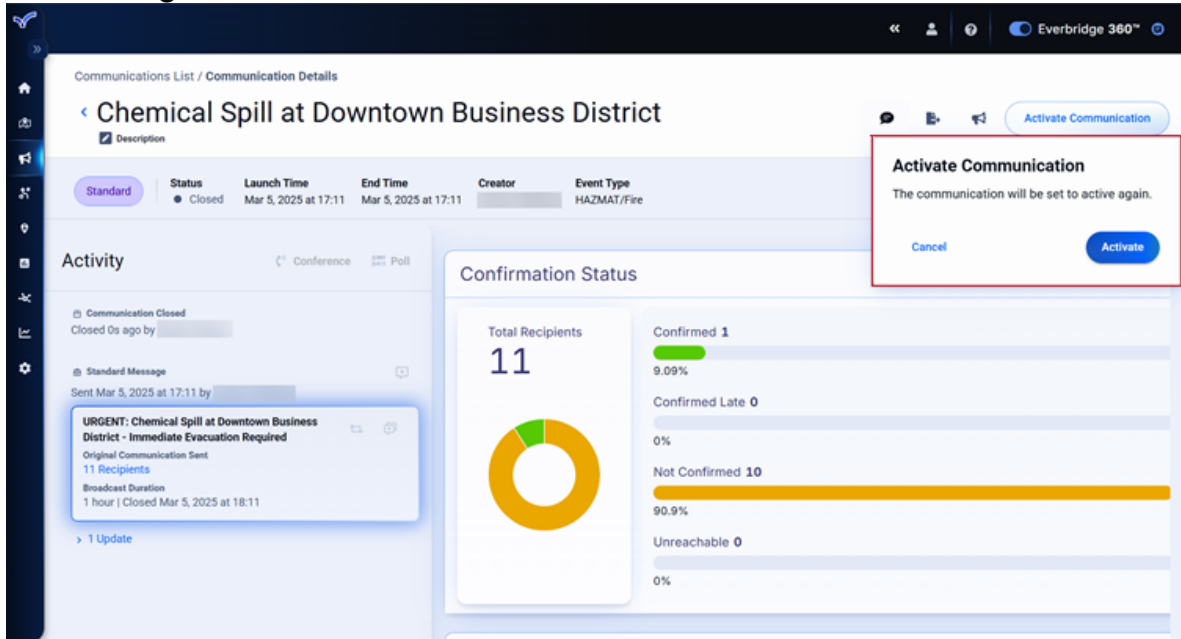 Everbridge 360™
Communications List / Communication Details
Chemical Spill at Downtown Business District
Description
Activate Communication
Activate Communication
The communication will be set to active again.
Cancel
Activate
Standard
Status
Launch Time
End Time
Creator
Event Type
Closed
Mar 5, 2025 at 17:11
Mar 5, 2025 at 17:11
HAZMAT/Fire
Activity
Conference
Poll
Communication Closed
Closed 0s ago by
Standard Message
Sent Mar 5, 2025 at 17:11 by
URGENT: Chemical Spill at Downtown Business
District - Immediate Evacuation Required
Original Communication Sent
11 Recipients
Broadcast Duration
1 hour | Closed Mar 5, 2025 at 18:11
1 Update
Confirmation Status
Total Recipients
11
Confirmed 1
9.09%
Confirmed Late 0
0%
Not Confirmed 10
90.9%
Unreachable 0
0%